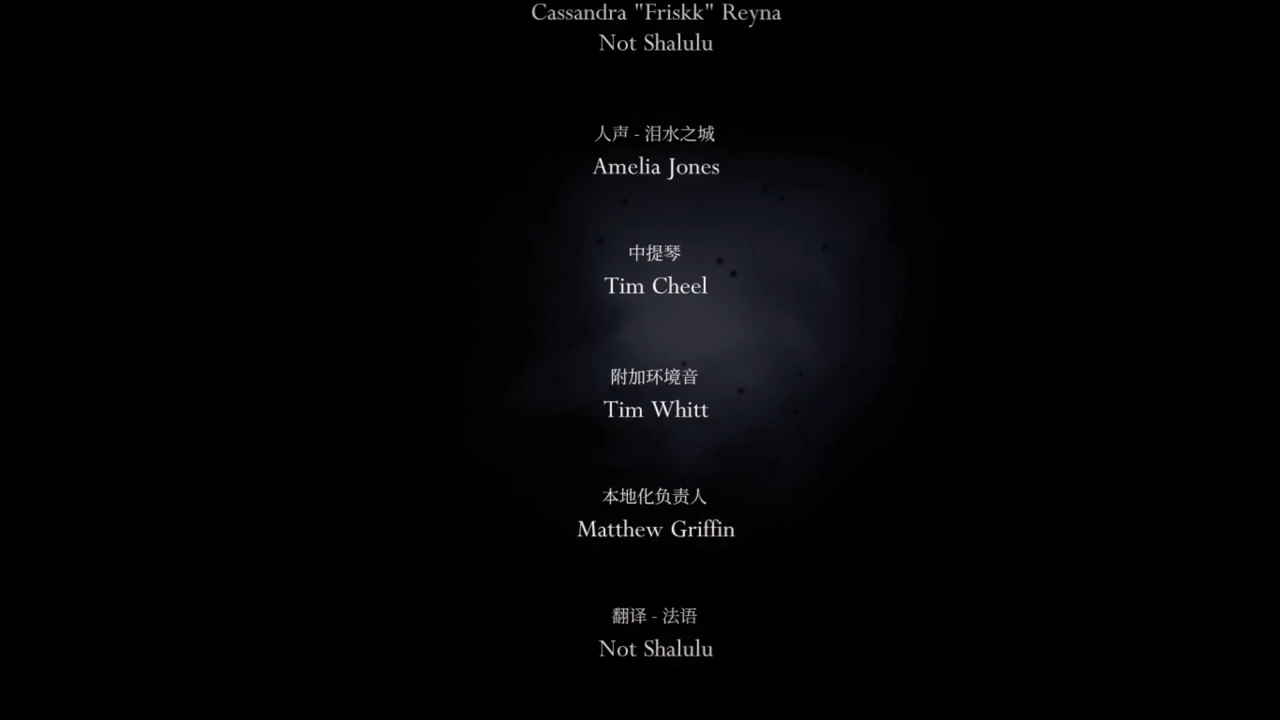 Cassandra "Friskk" Reyna
Not Shalulu
人声 - 泪水之城
Amelia Jones
中提琴
Tim Cheel
附加环境音
Tim Whitt
本地化负责人
Matthew Griffin
翻译 - 法语
Not Shalulu